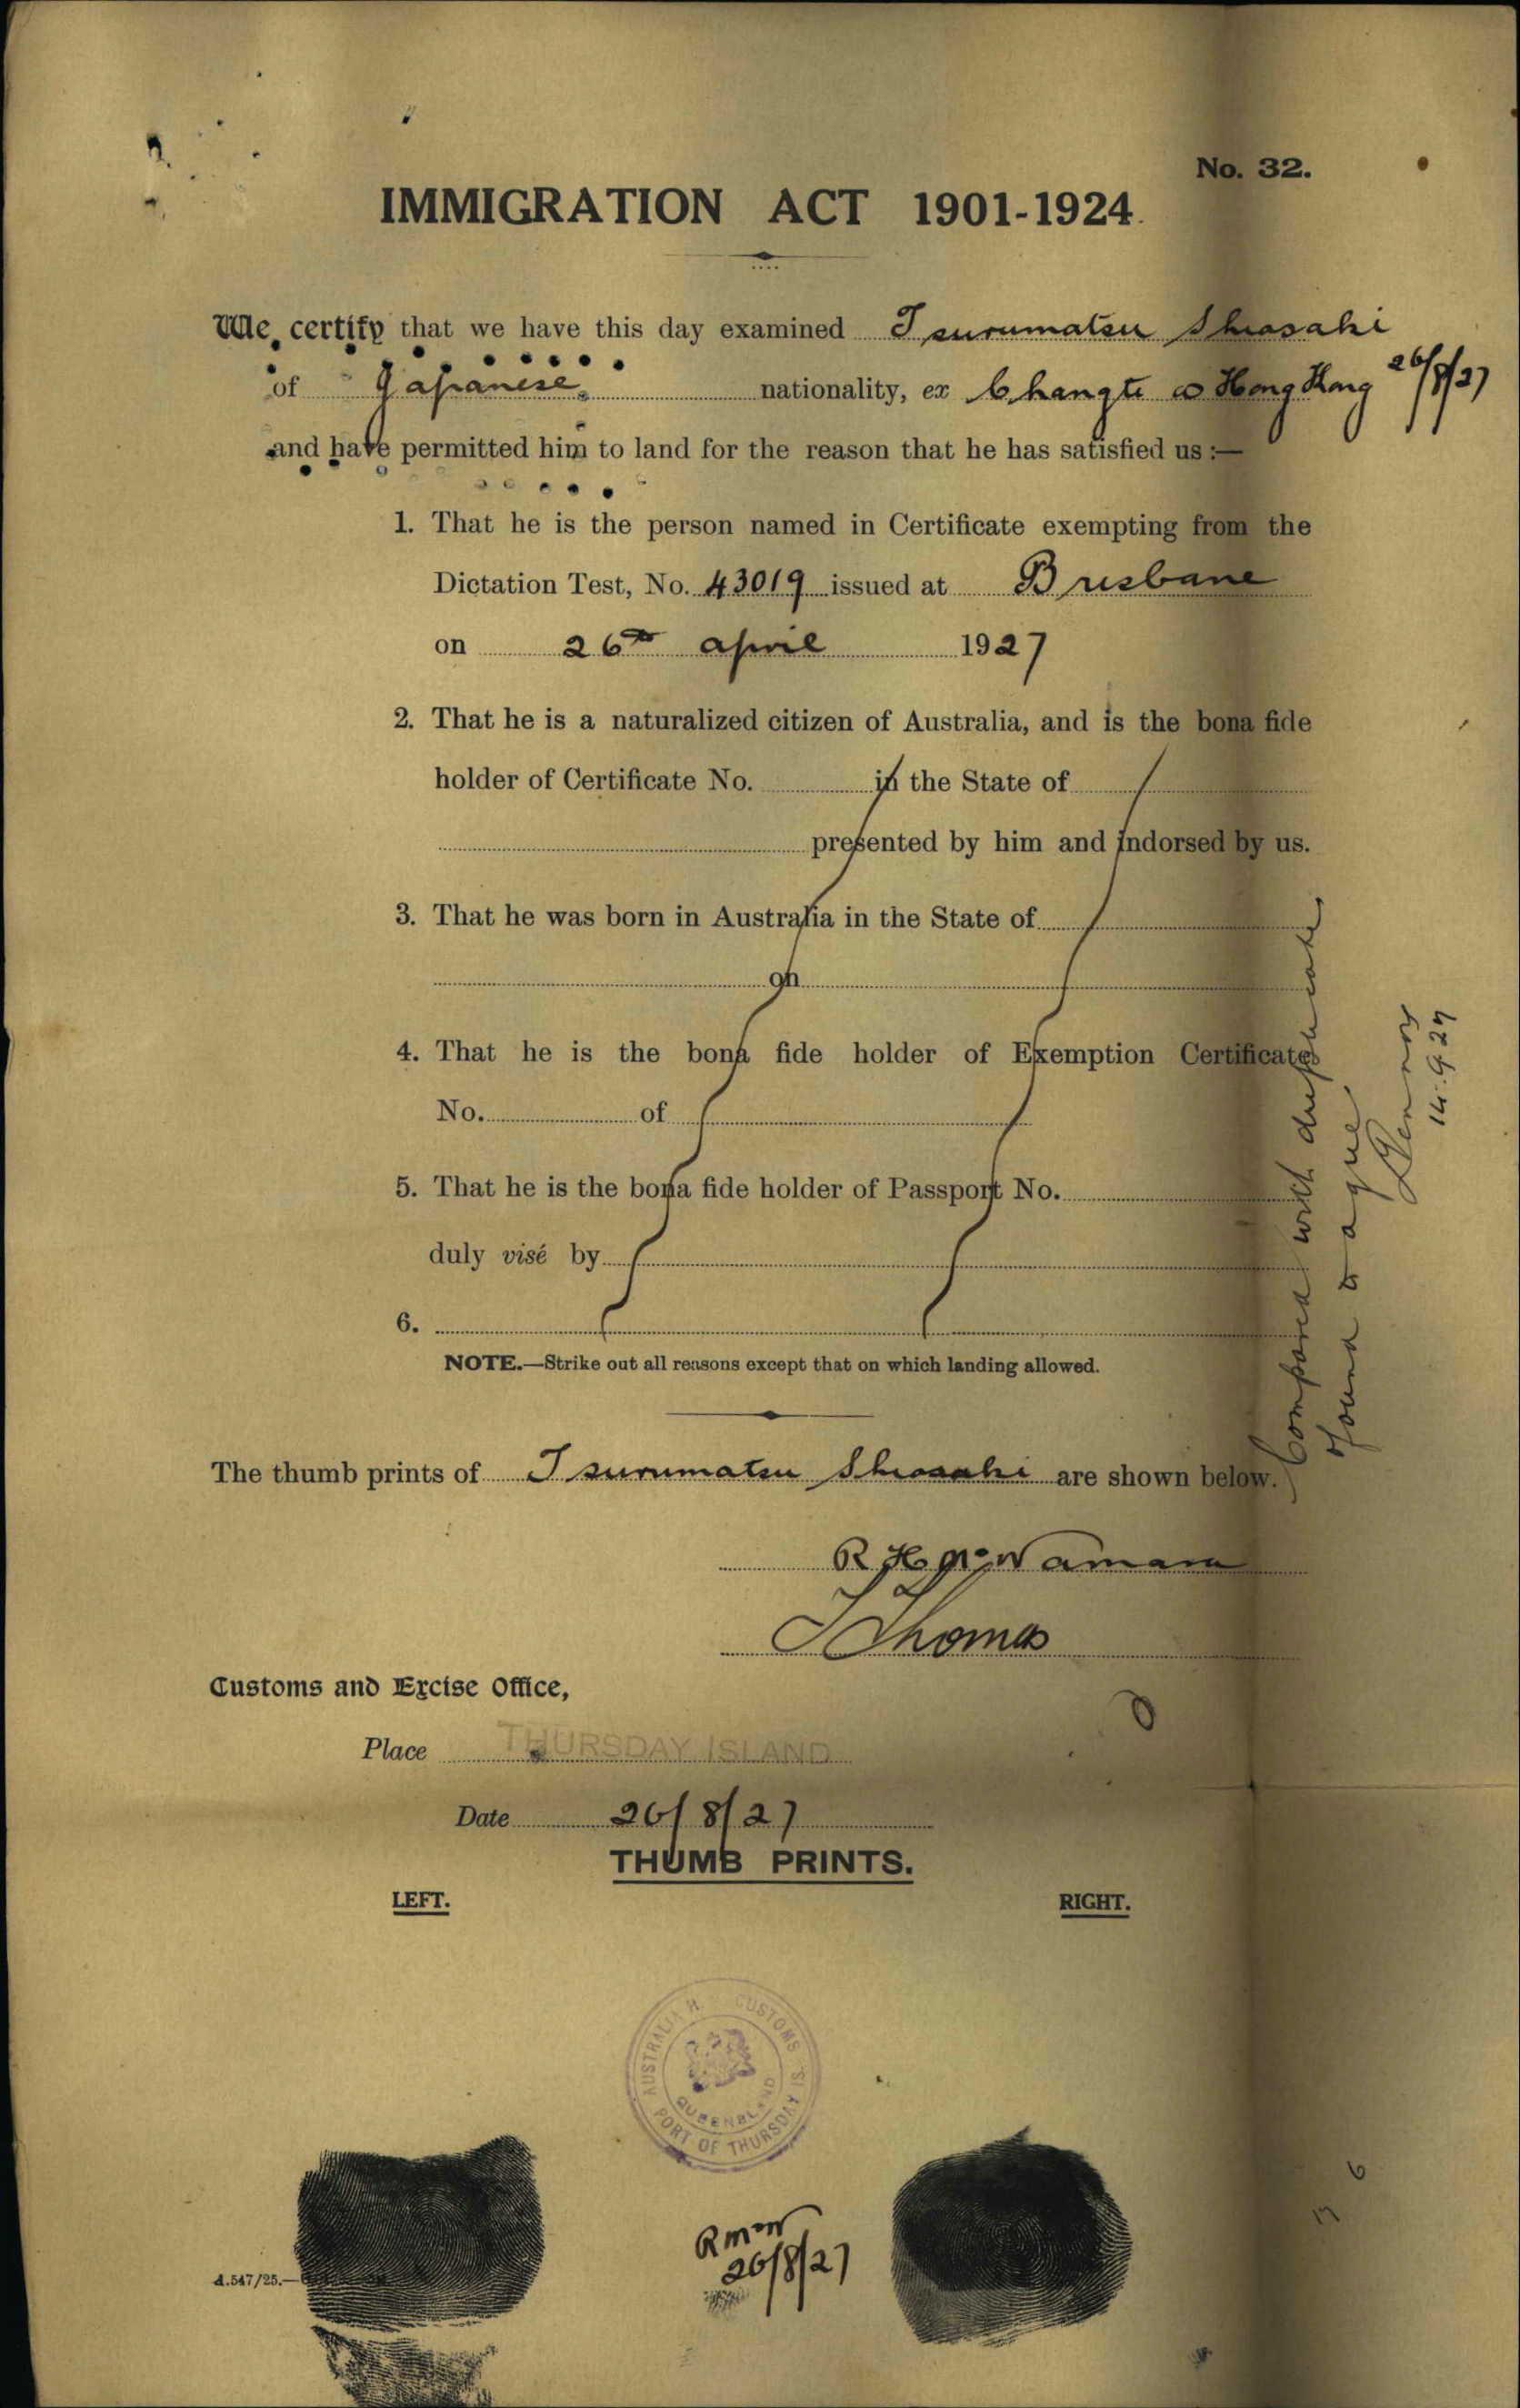 No. 32.
IMMIGRATION ACT 1901-1924.
We certify that we have this day examined Tsurumatsu Shiosaki
of Japanese nationality, ex Changte @ Hong Kong 26/8/27
and have permitted him to land for the reason that he has satisfied us :—
1. That he is the person named in Certificate exempting from the
Dictation Test, No. 43019 issued at Brisbane
on 26th April 1927
2. That he is a naturalized citizen of Australia, and is the bona fide
holder of Certificate No. in the State of
presented by him and indorsed by us.
3. That he was born in Australia in the State of
on
4. That he is the bona fide holder of Exemption Certificate
No. of
5. That he is the bona fide holder of Passport No.
duly visé by
6.
NOTE.—Strike out all reasons except that on which landing allowed.
Compared with duplicate
found to agree
14.9.27
The thumb prints of Tsurumatsu Shiosaki are shown below.
R H McNamara
Thomas
Customs and Excise Office,
Place THURSDAY ISLAND
Date 26/8/27
THUMB PRINTS.
LEFT. RIGHT.
AUSTRALIA H CUSTOMS
QUEENSLAND
PORT OF THURSDAY IS.
RMcN
26/8/27
A.547/25.—